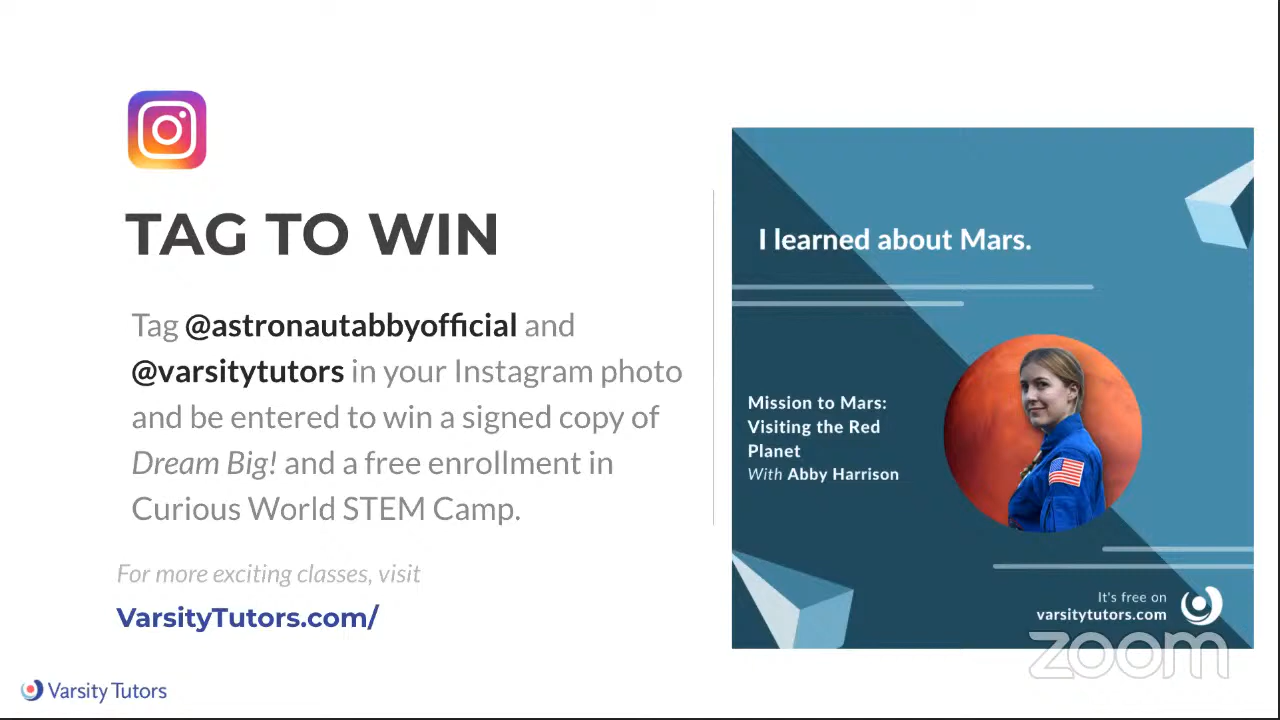 TAG TO WIN
Tag @astronautabbyofficial and
@varsitytutors in your Instagram photo
and be entered to win a signed copy of
Dream Big! and a free enrollment in
Curious World STEM Camp.
For more exciting classes, visit
VarsityTutors.com/
Varsity Tutors
I learned about Mars.
Mission to Mars:
Visiting the Red
Planet
With Abby Harrison
It's free on
varsitytutors.com
zoom